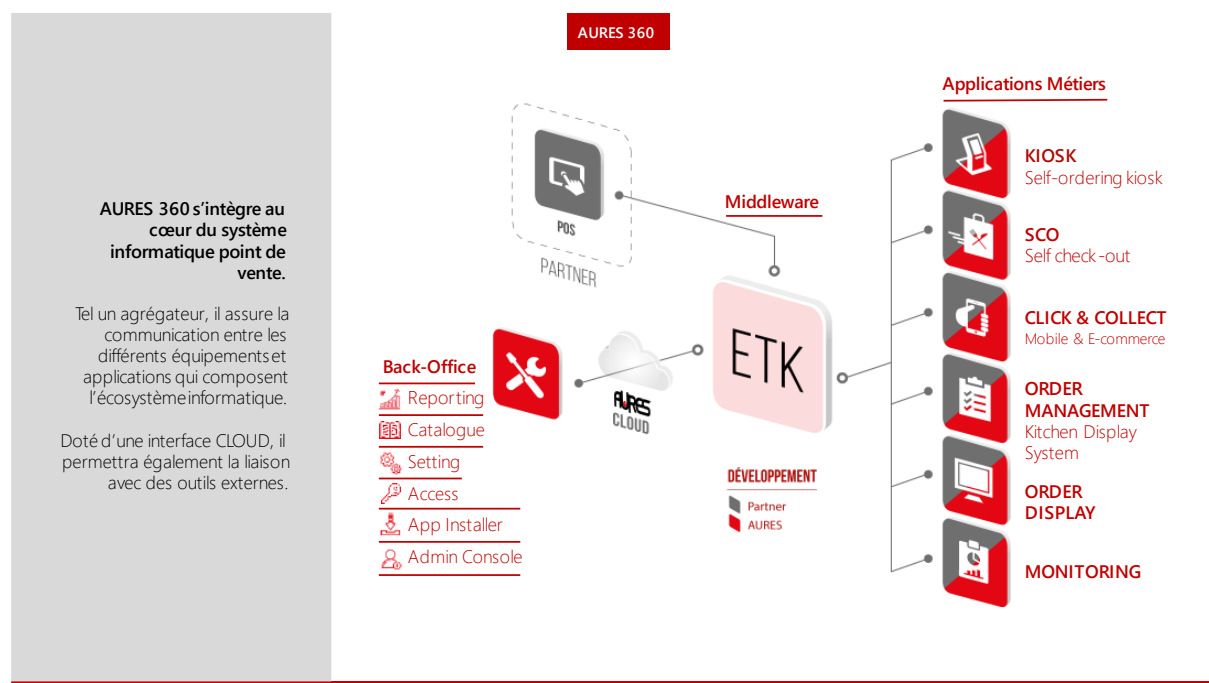 AURES 360
AURES 360 s’intègre au
cœur du système
informatique point de
vente.
Tel un agrégateur, il assure la
communication entre les
différents équipements et
applications qui composent
l’écosystème informatique.
Doté d’une interface CLOUD, il
permettra également la liaison
avec des outils externes.
POS
PARTNER
Middleware
ETK
AURES
CLOUD
Back-Office
Reporting
Catalogue
Setting
Access
App Installer
Admin Console
DÉVELOPPEMENT
Partner
AURES
Applications Métiers
KIOSK
Self-ordering kiosk
SCO
Self check-out
CLICK & COLLECT
Mobile & E-commerce
ORDER
MANAGEMENT
Kitchen Display
System
ORDER
DISPLAY
MONITORING